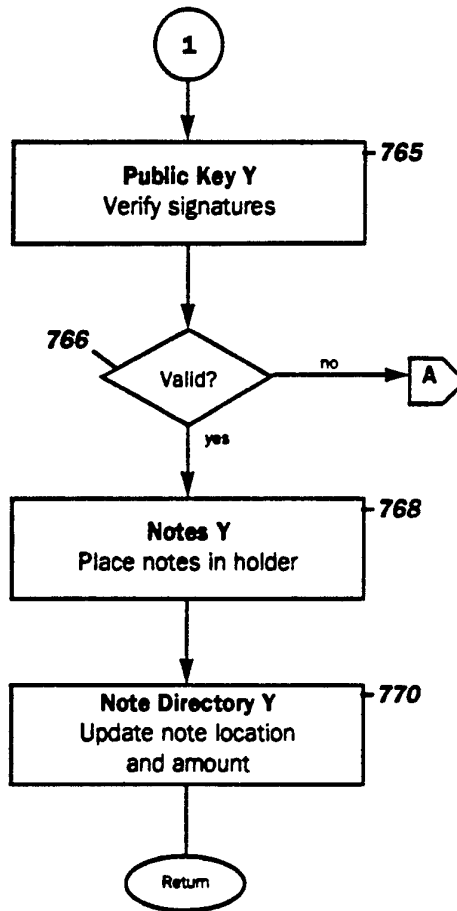 1
765
Public Key Y
Verify signatures
766
Valid?
no
A
yes
768
Notes Y
Place notes in holder
770
Note Directory Y
Update note location
and amount
Return